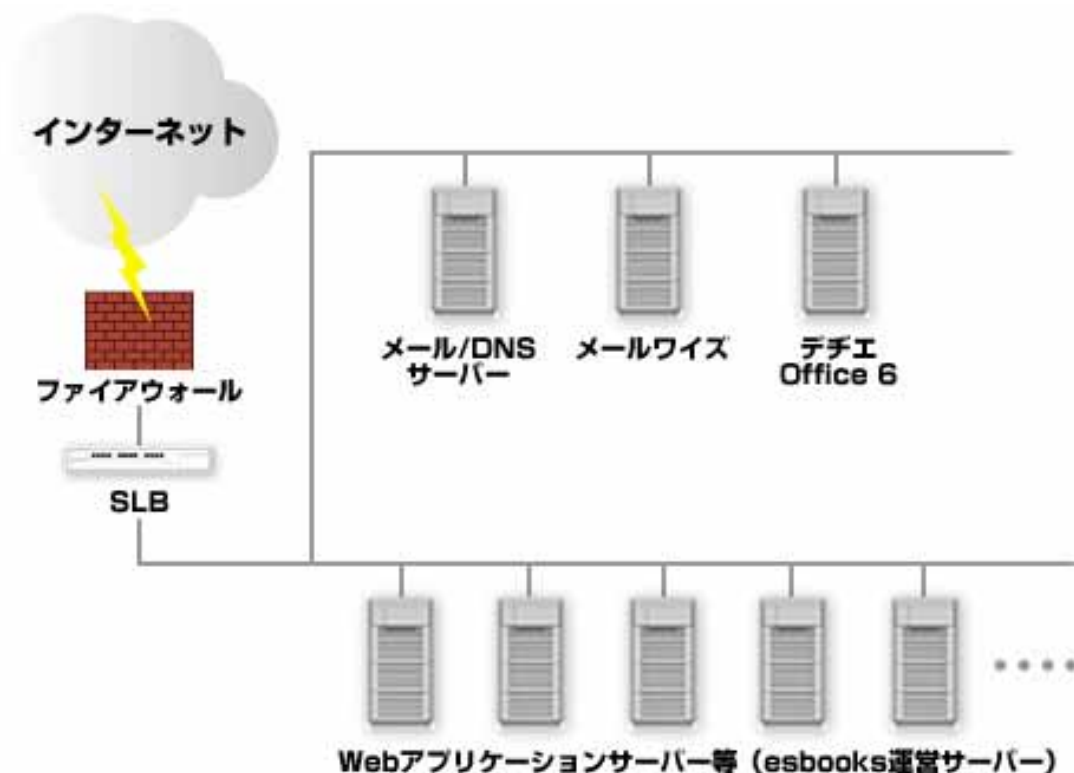 インターネット
ファイアウォール
SLB
メール/DNS
サーバー
メールワイズ
デヂエ
Office 6
Webアプリケーションサーバー等（esbooks運営サーバー）